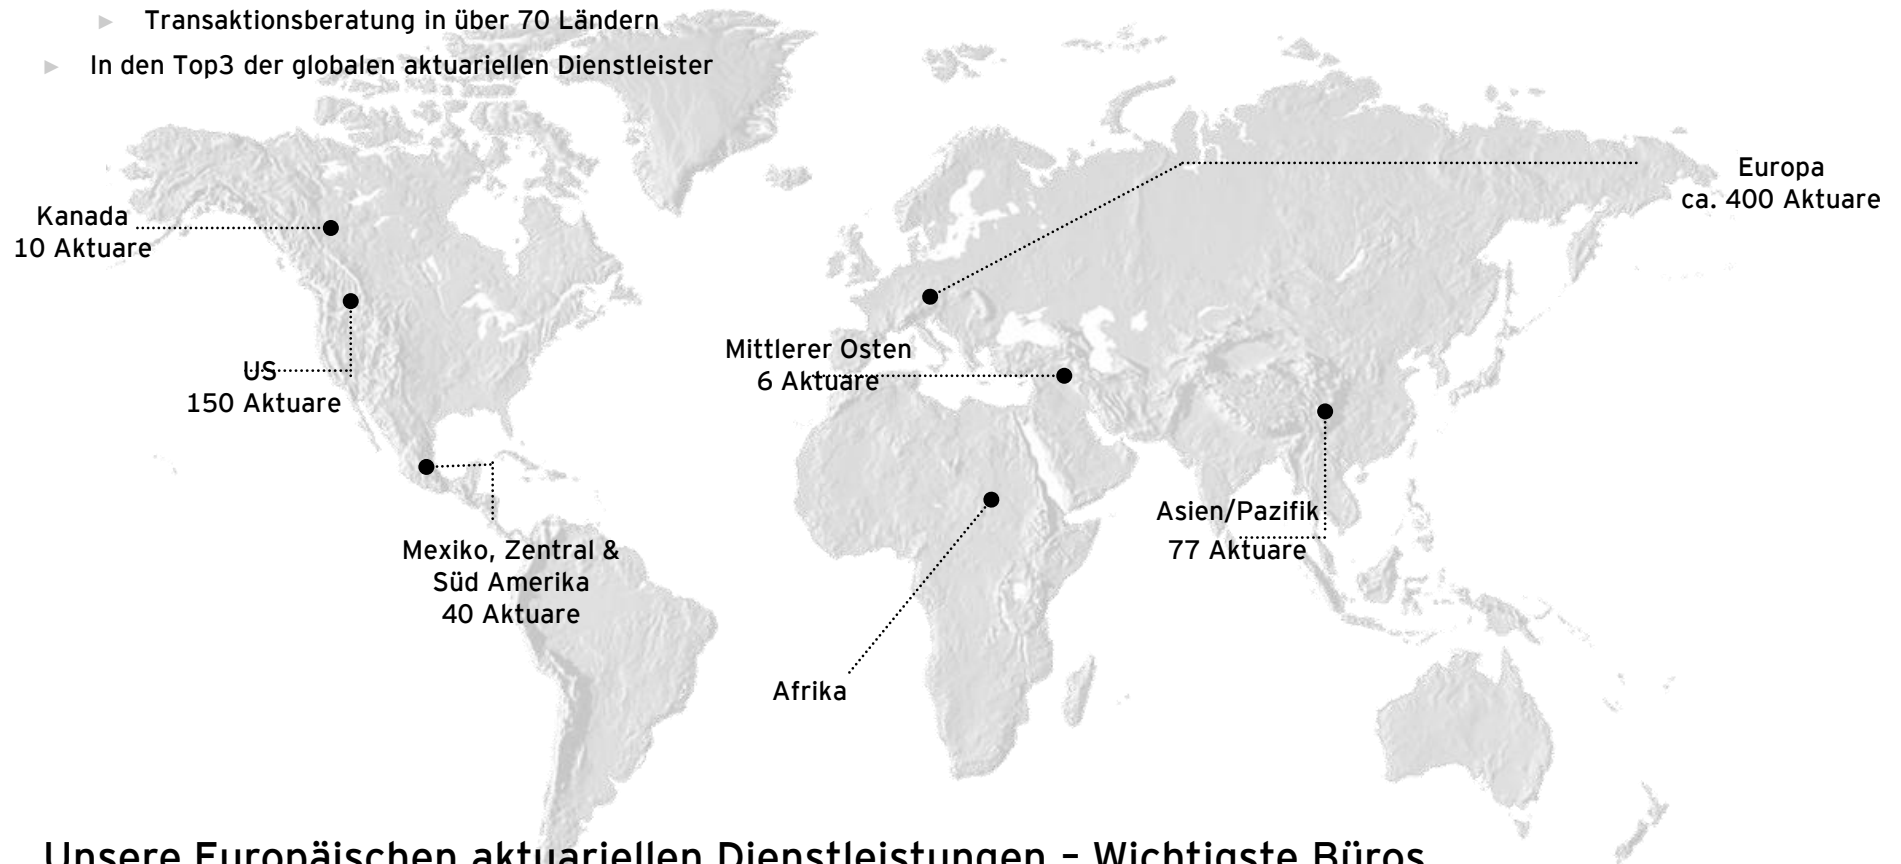 ► Transaktionsberatung in über 70 Ländern
► In den Top3 der globalen aktuariellen Dienstleister
Europa
ca. 400 Aktuare
Kanada
10 Aktuare
Mittlerer Osten
6 Aktuare
US
150 Aktuare
Asien/Pazifik
77 Aktuare
Mexiko, Zentral &
Süd Amerika
40 Aktuare
Afrika
Unsere Europäischen aktuariellen Dienstleistungen – Wichtigste Büros